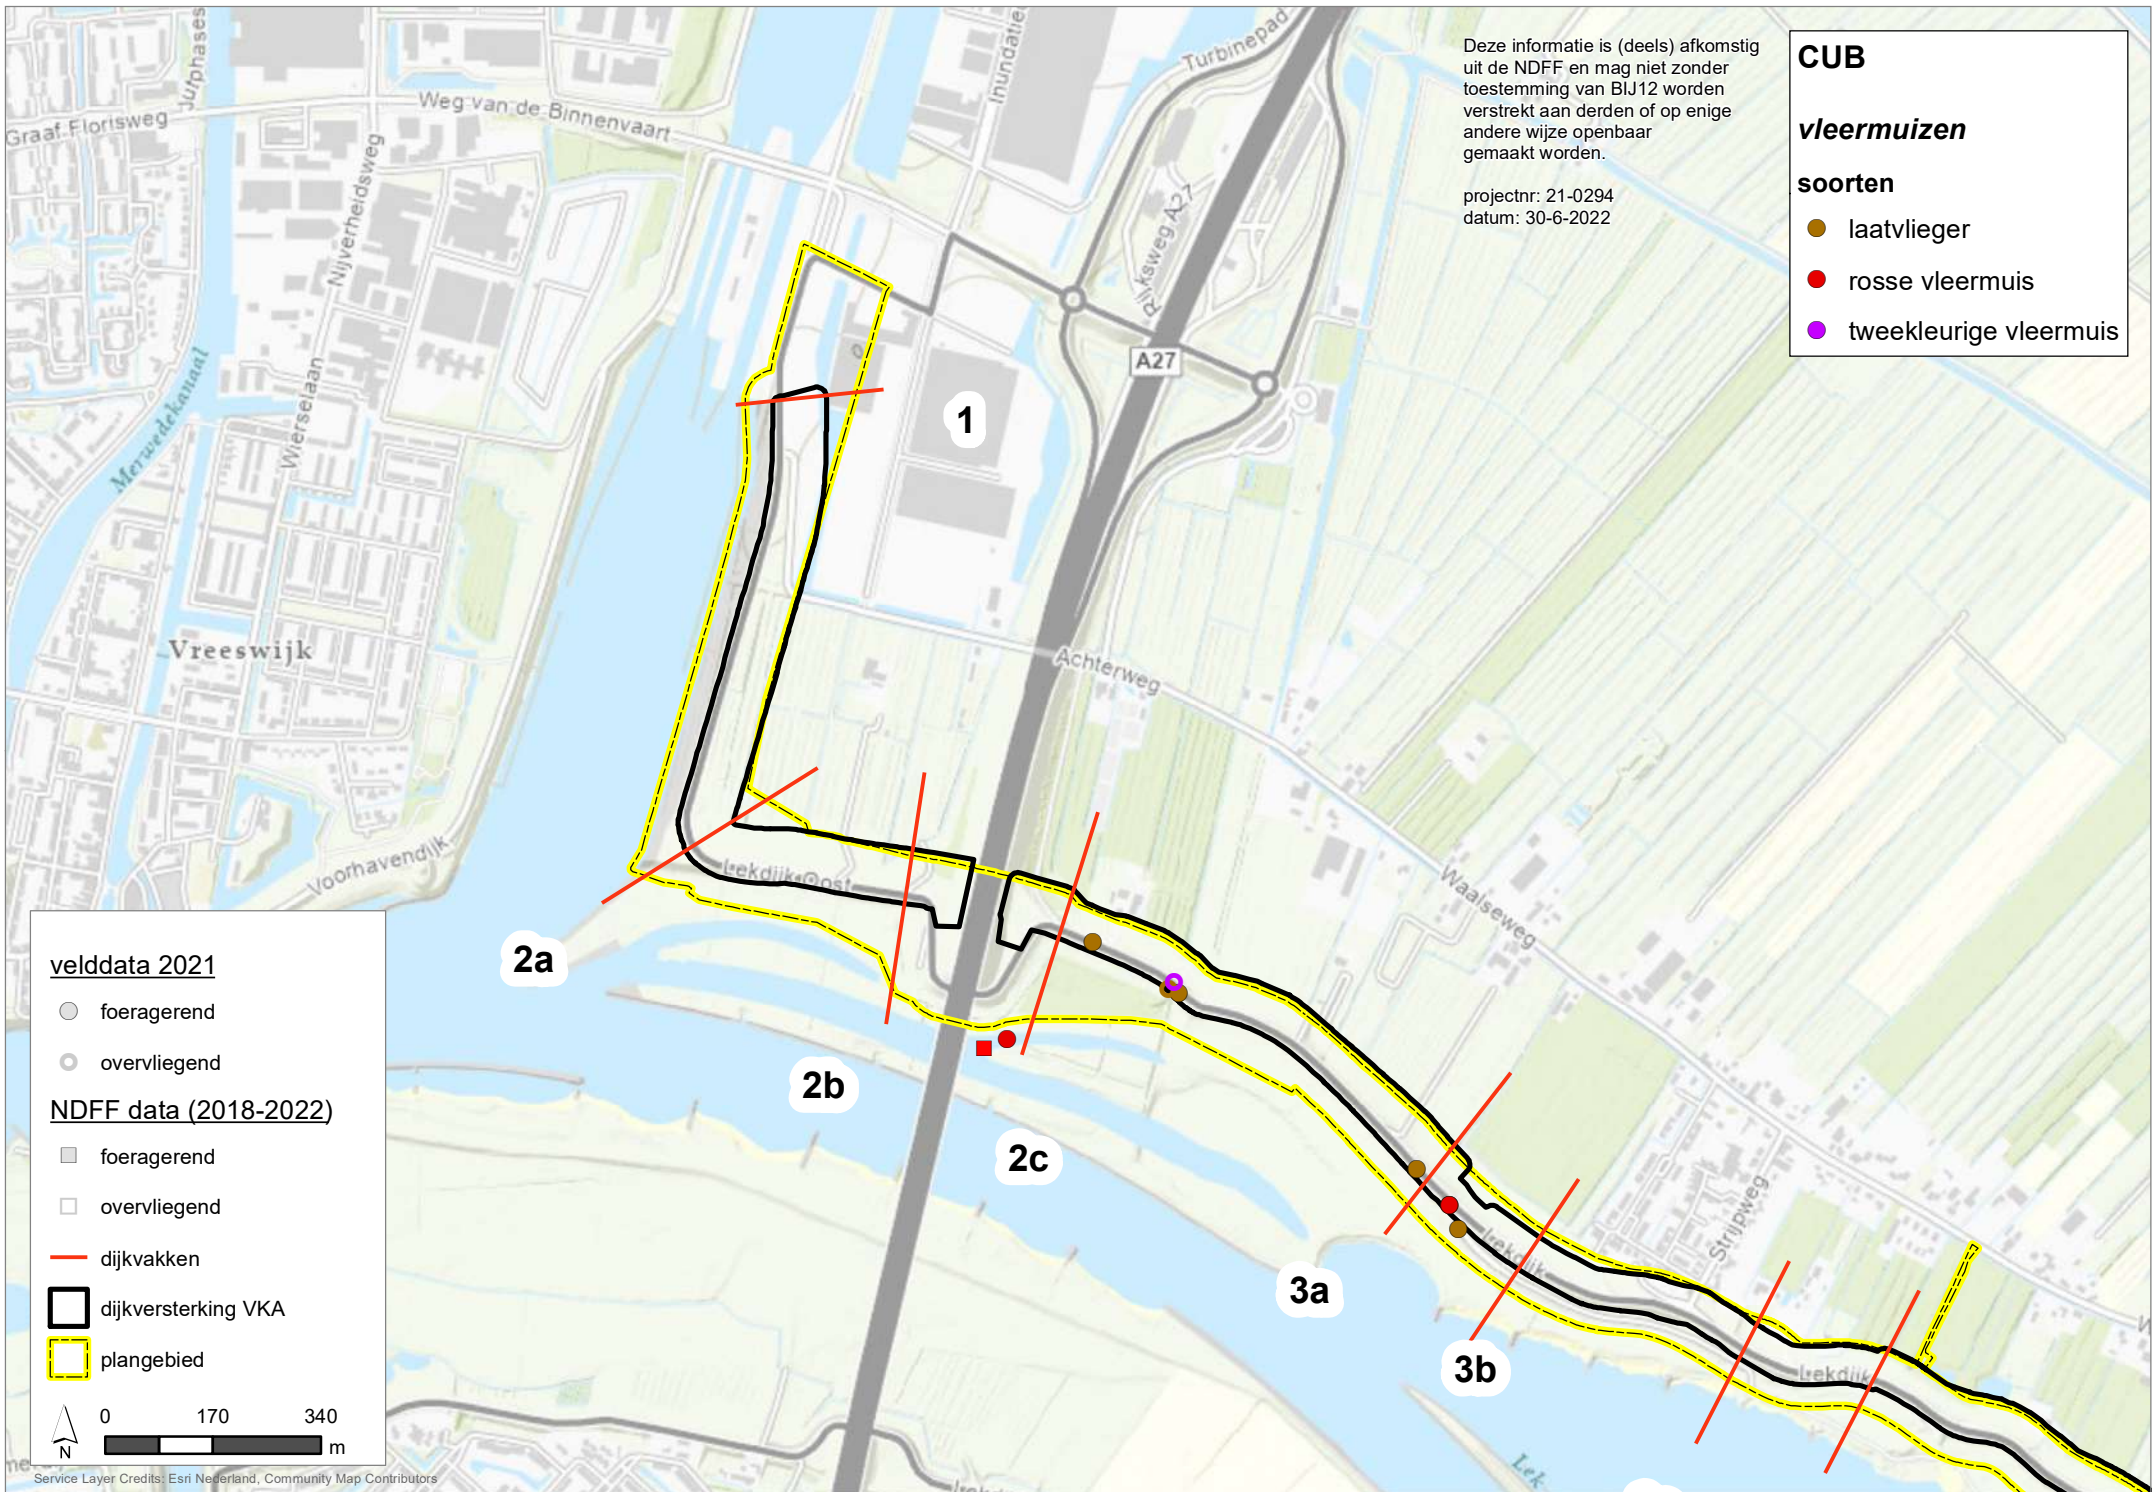 Deze informatie is (deels) afkomstig
uit de NDFF en mag niet zonder
toestemming van BIJ12 worden
verstrekt aan derden of op enige
andere wijze openbaar
gemaakt worden.
projectnr: 21-0294
datum: 30-6-2022
CUB
vleermuizen
soorten
laatvlieger
rosse vleermuis
tweekleurige vleermuis
Jutphases
Graaf Florisweg
Weg van de Binnenvaart
Nijverheidsweg
Inundatie
Turbinepad
Rijksweg A27
A27
Merwedekanaal
Wierselaan
1
Vreeswijk
Achterweg
Voorhavendijk
Lekdijk Oost
Waalseweg
2a
2b
2c
3a
3b
Lekdijk
Strijpweg
Lekdijk
Lek
velddata 2021
foeragerend
overvliegend
NDFF data (2018-2022)
foeragerend
overvliegend
dijkvakken
dijkversterking VKA
plangebied
0 170 340
m
N
Service Layer Credits: Esri Nederland, Community Map Contributors